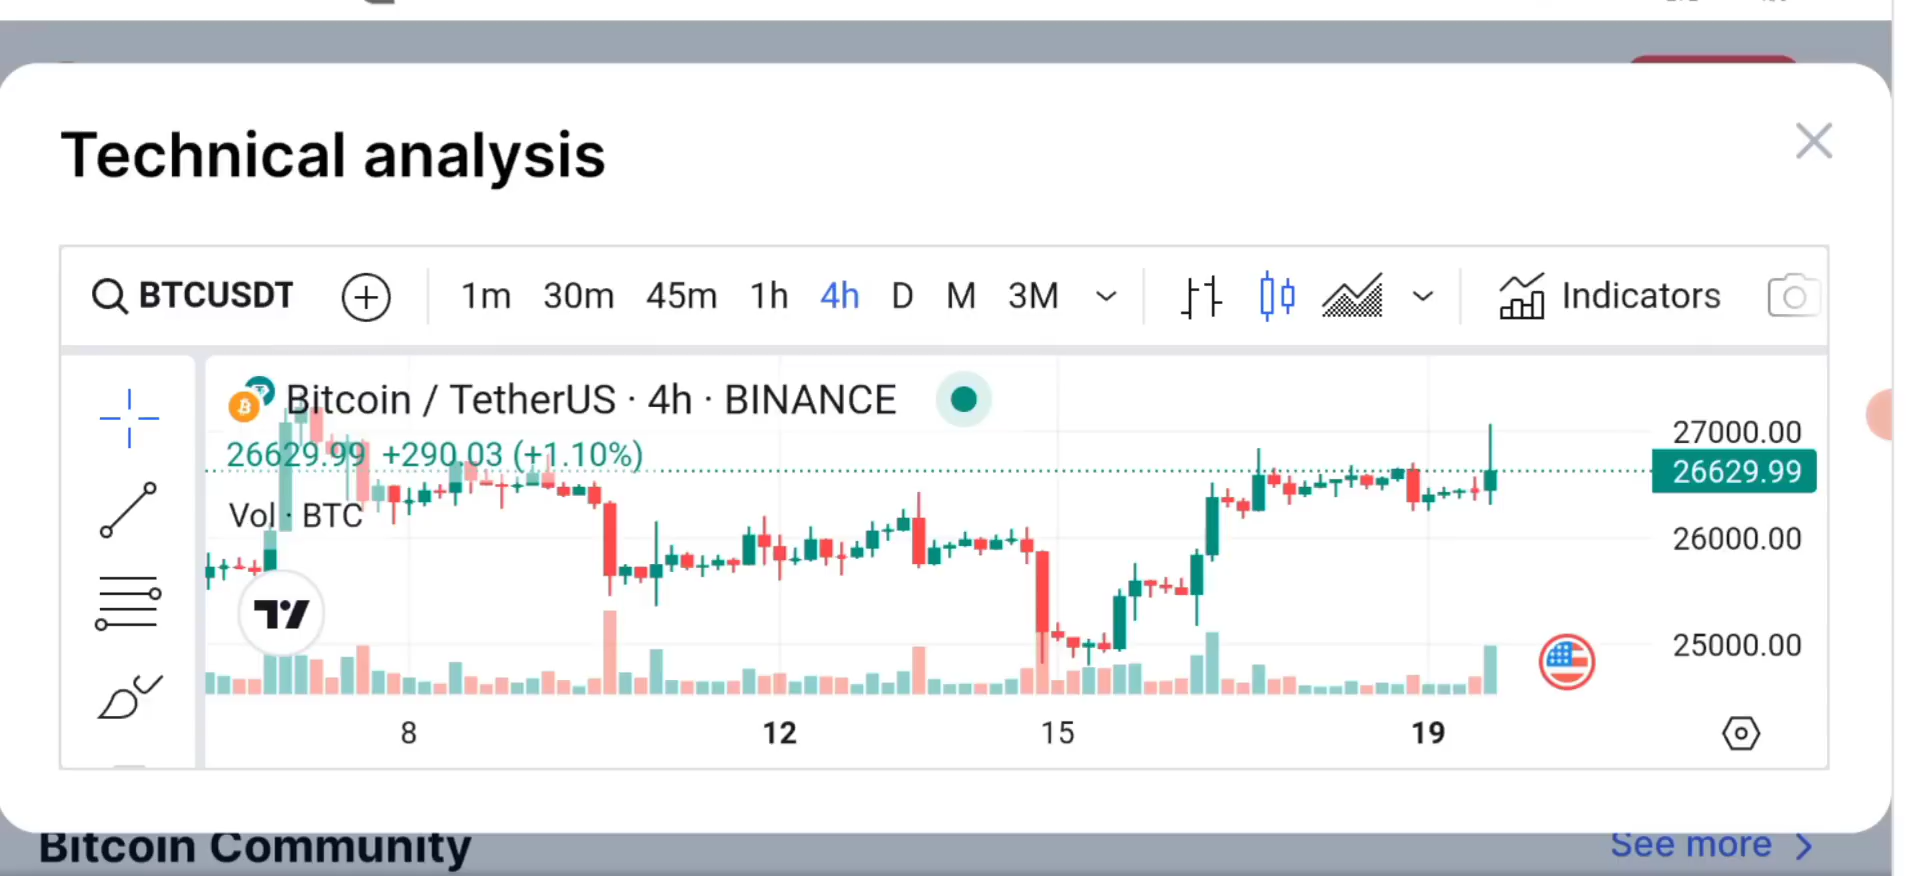 Technical analysis
BTCUSDT
1m 30m 45m 1h 4h D M 3M
Indicators
Bitcoin / TetherUS · 4h · BINANCE
26629.99 +290.03 (+1.10%)
Vol · BTC
27000.00
26629.99
26000.00
25000.00
8 12 15 19
Bitcoin Community
See more